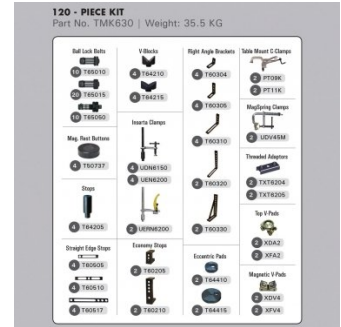 120 - PIECE KIT
Part No. TMK630 | Weight: 35.5 KG
Ball Lock Bolts
10 T65010
20 T65015
10 T65050
Mag. Rest Buttons
4 T50737
Stops
4 T64205
Straight Edge Stops
4 T60505
4 T60510
4 T60517
V-Blocks
4 T64210
4 T64215
Inserta Clamps
4 UDN6150
4 UEN6200
2 UERN6200
Economy Stops
2 T60205
2 T60210
Right Angle Brackets
4 T60304
4 T60305
4 T60310
2 T60320
2 T60330
Eccentric Pads
2 T64410
2 T64415
Table Mount C-Clamps
2 PT09K
2 PT11K
MagSpring Clamps
2 UDV45M
Threaded Adaptors
2 TXT6204
2 TXT6205
Top V-Pads
2 XDA2
2 XFA2
Magnetic V-Pads
2 XDV4
2 XFV4